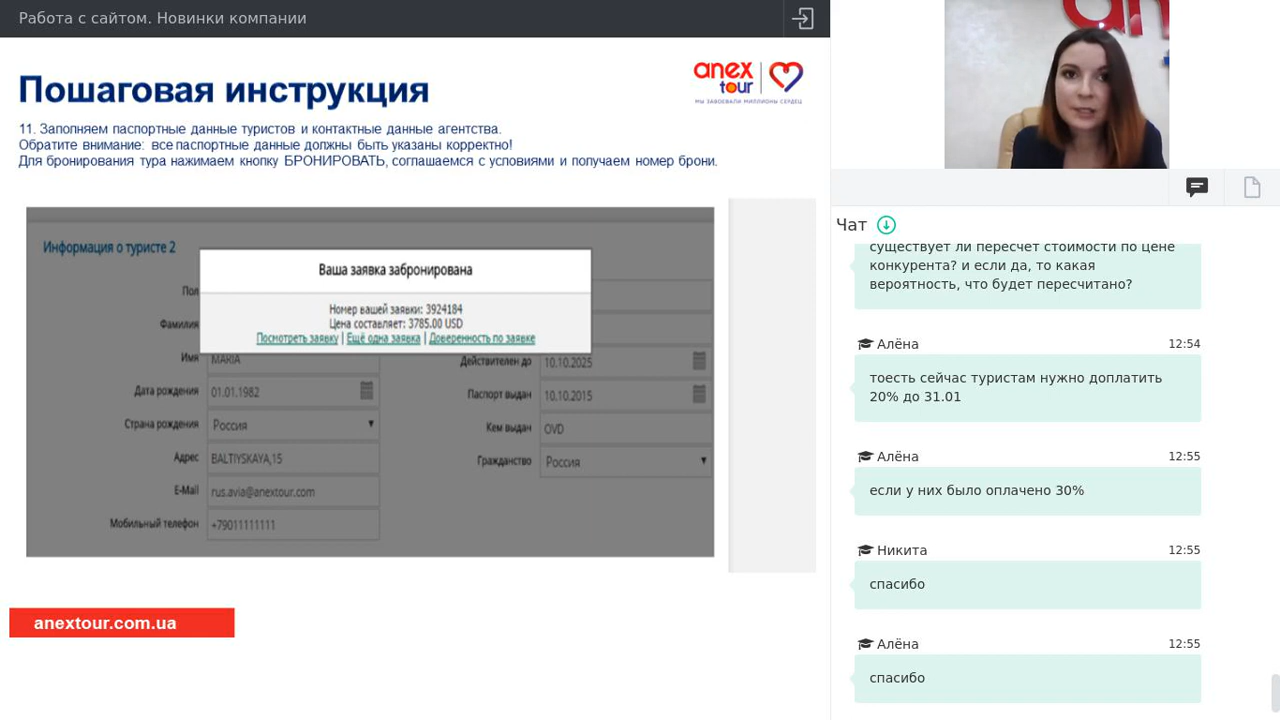 Работа с сайтом. Новинки компании
Пошаговая инструкция
anex tour
МЫ ЗАВОЕВАЛИ МИЛЛИОНЫ СЕРДЕЦ
11. Заполняем паспортные данные туристов и контактные данные агентства.
Обратите внимание: все паспортные данные должны быть указаны корректно!
Для бронирования тура нажимаем кнопку БРОНИРОВАТЬ, соглашаемся с условиями и получаем номер брони.
Информация о туристе 2
Ваша заявка забронирована
Номер вашей заявки: 3924184
Цена составляет: 3785.00 USD
Посмотреть заявку | Ещё одна заявка | Доверенность по заявке
Пол
Фамилия
Имя MARIA
Дата рождения 01.01.1982
Страна рождения Россия
Адрес BALTIYSKAYA,15
E-Mail rus.avia@anextour.com
Мобильный телефон +79011111111
Действителен до 10.10.2025
Паспорт выдан 10.10.2015
Кем выдан OVD
Гражданство Россия
anextour.com.ua
Чат
существует ли пересчет стоимости по цене
конкурента? и если да, то какая
вероятность, что будет пересчитано?
Алёна 12:54
тоесть сейчас туристам нужно доплатить
20% до 31.01
Алёна 12:55
если у них было оплачено 30%
Никита 12:55
спасибо
Алёна 12:55
спасибо